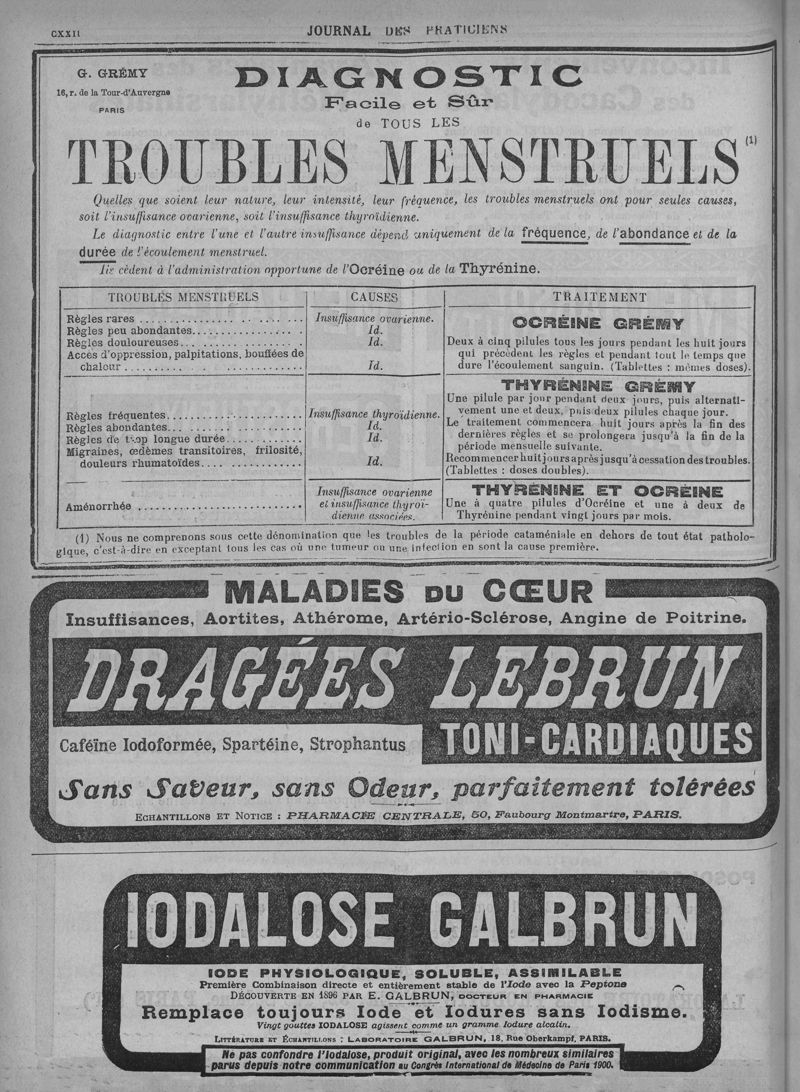 CXXII
JOURNAL DES PRATICIENS
G. GRÉMY
16, r. de la Tour-d'Auvergne
PARIS
DIAGNOSTIC
Facile et Sûr
de TOUS LES
TROUBLES MENSTRUELS (1)
Quelles que soient leur nature, leur intensité, leur fréquence, les troubles menstruels ont pour seules causes,
soit l'insuffisance ovarienne, soit l'insuffisance thyroïdienne.
Le diagnostic entre l'une et l'autre insuffisance dépend uniquement de la fréquence, de l'abondance et de la
durée de l'écoulement menstruel.
Ils cèdent à l'administration opportune de l'Ocréine ou de la Thyrénine.
TROUBLES MENSTRUELS
CAUSES
TRAITEMENT
Règles rares
Insuffisance ovarienne.
Règles peu abondantes
Id.
Règles douloureuses
Id.
Accès d'oppression, palpitations, bouffées de
chaleur
Id.
OCRÉINE GRÉMY
Deux à cinq pilules tous les jours pendant les huit jours
qui précèdent les règles et pendant tout le temps que
dure l'écoulement sanguin. (Tablettes : mêmes doses).
Règles fréquentes
Insuffisance thyroïdienne.
Règles abondantes
Id.
Règles de trop longue durée
Id.
Migraines, œdèmes transitoires, frilosité,
douleurs rhumatoïdes
Id.
THYRÉNINE GRÉMY
Une pilule par jour pendant deux jours, puis alternati-
vement une et deux, puis deux pilules chaque jour.
Le traitement commencera huit jours après la fin des
dernières règles et se prolongera jusqu'à la fin de la
période mensuelle suivante.
Recommencer huit jours après jusqu'à cessation des troubles.
(Tablettes : doses doubles).
Aménorrhée
Insuffisance ovarienne
et insuffisance thyroï-
dienne associées.
THYRÉNINE ET OCRÉINE
Une à quatre pilules d'Ocréine et une à deux de
Thyrénine pendant vingt jours par mois.
(1) Nous ne comprenons sous cette dénomination que les troubles de la période cataméniale en dehors de tout état patholo-
gique, c'est-à-dire en exceptant tous les cas où une tumeur ou une infection en sont la cause première.
MALADIES DU CŒUR
Insuffisances, Aortites, Athérome, Artério-Sclérose, Angine de Poitrine.
DRAGÉES LEBRUN
TONI-CARDIAQUES
Caféïne Iodoformée, Spartéine, Strophantus
Sans Saveur, sans Odeur, parfaitement tolérées
ECHANTILLONS ET NOTICE : PHARMACIE CENTRALE, 50, Faubourg Montmartre, PARIS.
IODALOSE GALBRUN
IODE PHYSIOLOGIQUE, SOLUBLE, ASSIMILABLE
Première Combinaison directe et entièrement stable de l'Iode avec la Peptone
DÉCOUVERTE EN 1896 PAR E. GALBRUN, DOCTEUR EN PHARMACIE
Remplace toujours Iode et Iodures sans Iodisme.
Vingt gouttes IODALOSE agissent comme un gramme Iodure alcalin.
LITTÉRATURE ET ÉCHANTILLONS : LABORATOIRE GALBRUN, 18, Rue Oberkampf, PARIS.
Ne pas confondre l'Iodalose, produit original, avec les nombreux similaires
parus depuis notre communication au Congrès International de Médecine de Paris 1900.